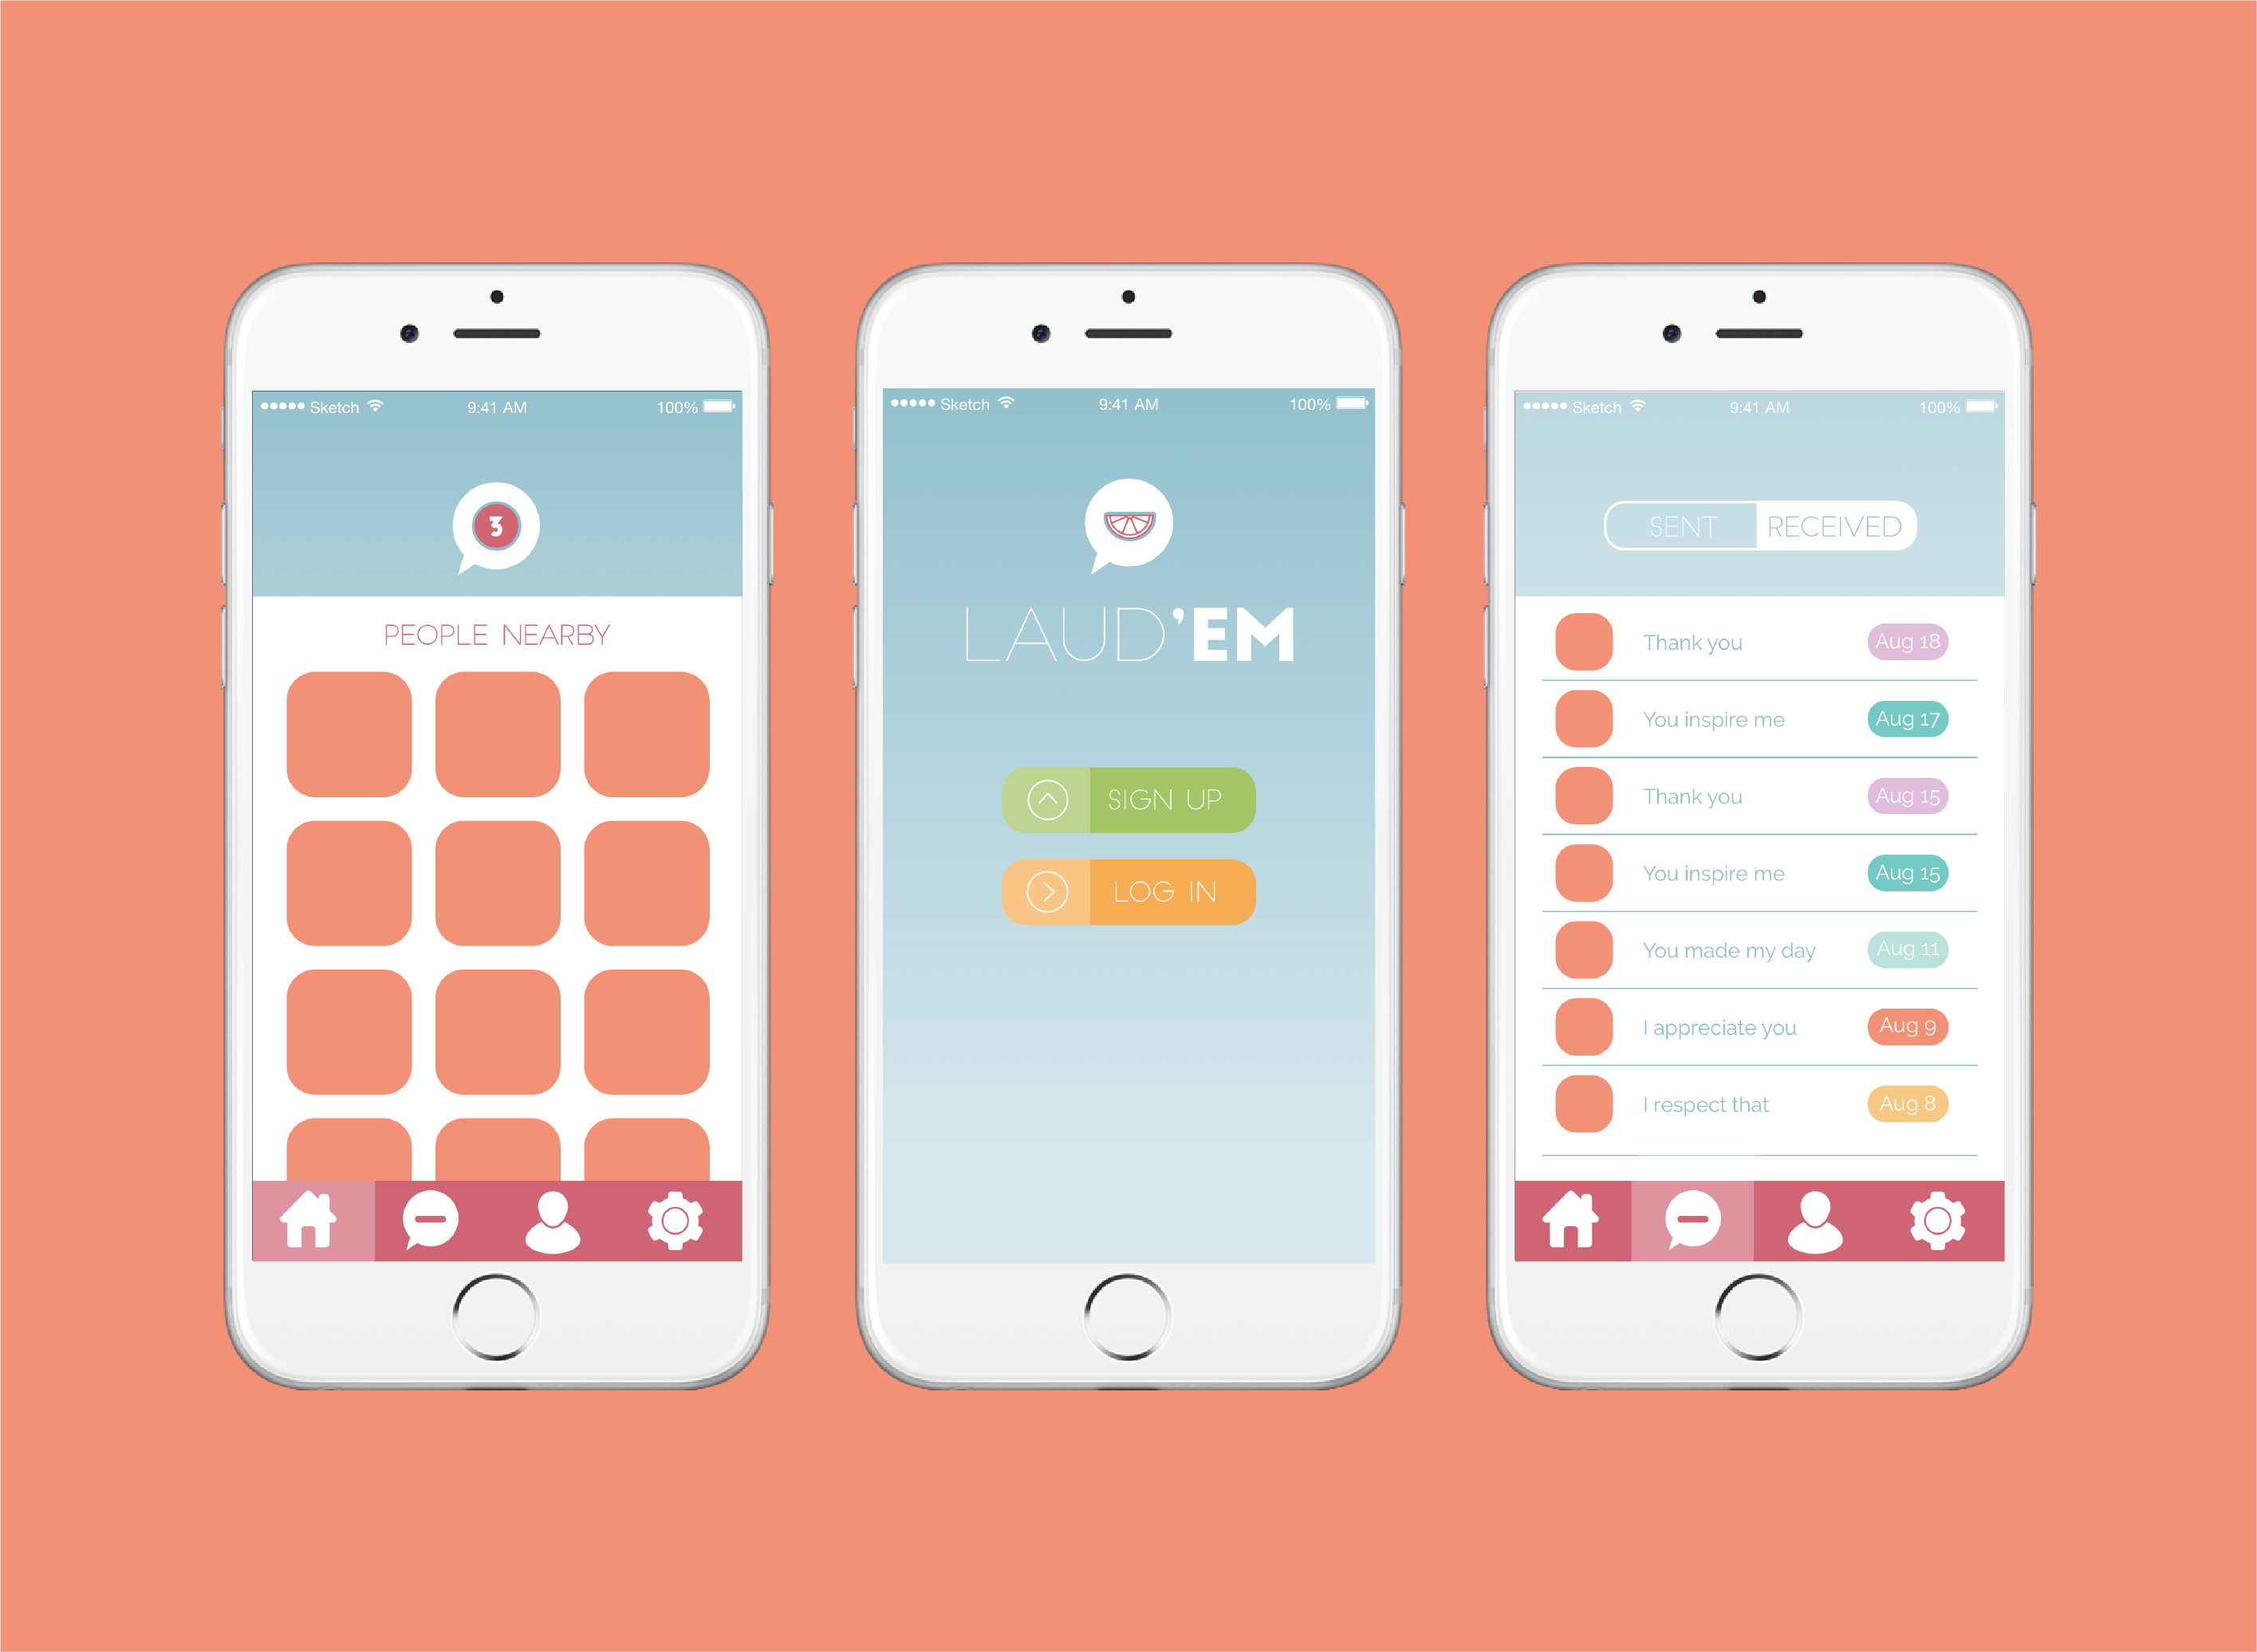 Sketch 9:41 AM 100%
3
PEOPLE NEARBY
Sketch 9:41 AM 100%
LAUD'EM
SIGN UP
LOG IN
Sketch 9:41 AM 100%
SENT RECEIVED
Thank you Aug 18
You inspire me Aug 17
Thank you Aug 15
You inspire me Aug 15
You made my day Aug 11
I appreciate you Aug 9
I respect that Aug 8